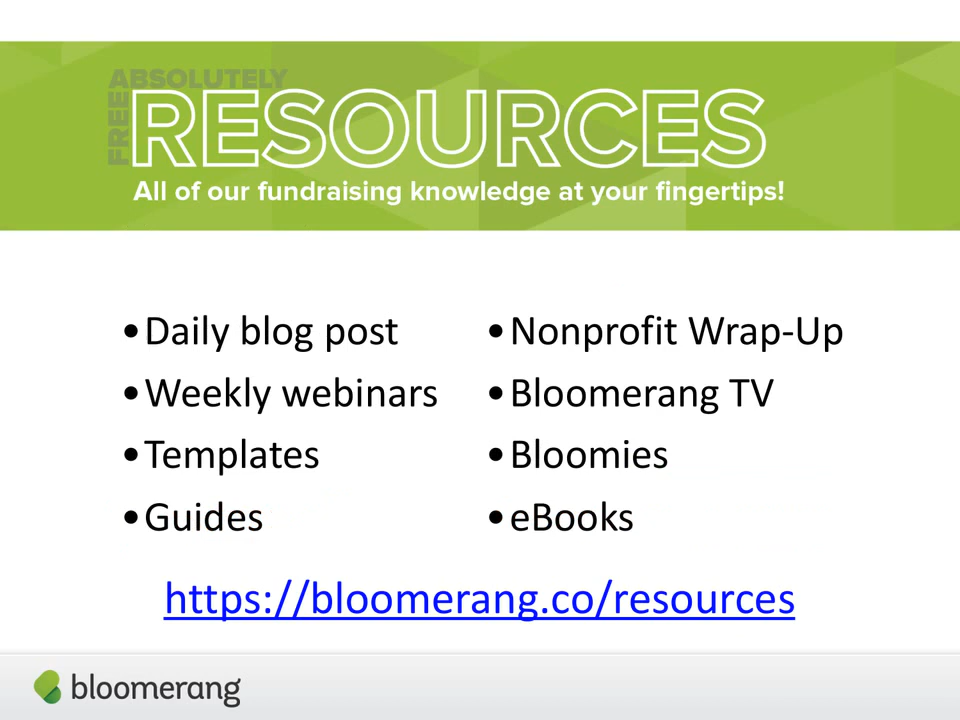 ABSOLUTELY
FREE
RESOURCES
All of our fundraising knowledge at your fingertips!
•Daily blog post
•Weekly webinars
•Templates
•Guides
•Nonprofit Wrap-Up
•Bloomerang TV
•Bloomies
•eBooks
https://bloomerang.co/resources
bloomerang